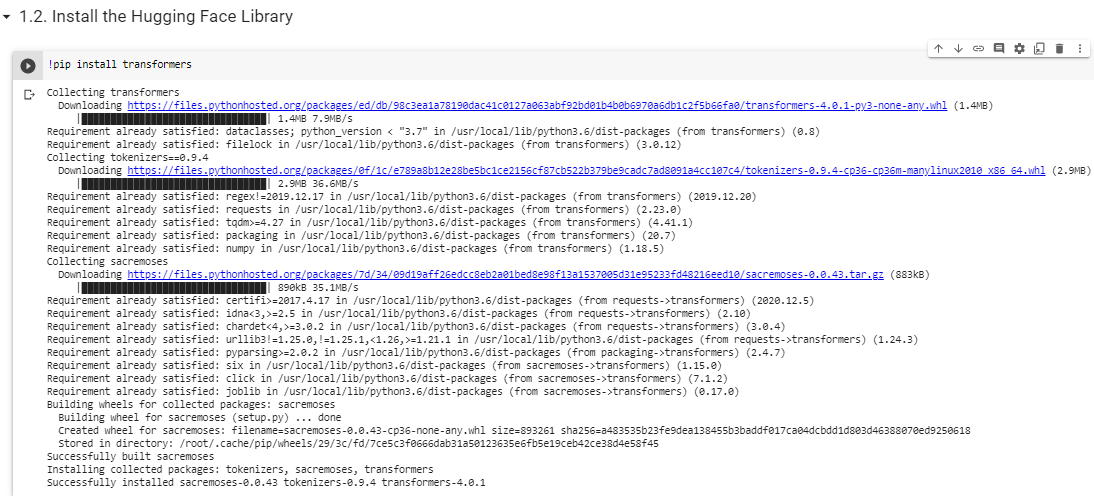 1.2. Install the Hugging Face Library
!pip install transformers
Collecting transformers
Downloading https://files.pythonhosted.org/packages/ed/db/98c3ea1a78190dac41c0127a063abf92bd01b4b0b6970a6db1c2f5b66fa0/transformers-4.0.1-py3-none-any.whl (1.4MB)
|████████████████████████████████| 1.4MB 7.9MB/s
Requirement already satisfied: dataclasses; python_version < "3.7" in /usr/local/lib/python3.6/dist-packages (from transformers) (0.8)
Requirement already satisfied: filelock in /usr/local/lib/python3.6/dist-packages (from transformers) (3.0.12)
Collecting tokenizers==0.9.4
Downloading https://files.pythonhosted.org/packages/0f/1c/e789a8b12e28be5bc1ce2156cf87cb522b379be9cadc7ad8091a4cc107c4/tokenizers-0.9.4-cp36-cp36m-manylinux2010_x86_64.whl (2.9MB)
|████████████████████████████████| 2.9MB 36.6MB/s
Requirement already satisfied: regex!=2019.12.17 in /usr/local/lib/python3.6/dist-packages (from transformers) (2019.12.20)
Requirement already satisfied: requests in /usr/local/lib/python3.6/dist-packages (from transformers) (2.23.0)
Requirement already satisfied: tqdm>=4.27 in /usr/local/lib/python3.6/dist-packages (from transformers) (4.41.1)
Requirement already satisfied: packaging in /usr/local/lib/python3.6/dist-packages (from transformers) (20.7)
Requirement already satisfied: numpy in /usr/local/lib/python3.6/dist-packages (from transformers) (1.18.5)
Collecting sacremoses
Downloading https://files.pythonhosted.org/packages/7d/34/09d19aff26edcc8eb2a01bed8e98f13a1537005d31e95233fd48216eed10/sacremoses-0.0.43.tar.gz (883kB)
|████████████████████████████████| 890kB 35.1MB/s
Requirement already satisfied: certifi>=2017.4.17 in /usr/local/lib/python3.6/dist-packages (from requests->transformers) (2020.12.5)
Requirement already satisfied: idna<3,>=2.5 in /usr/local/lib/python3.6/dist-packages (from requests->transformers) (2.10)
Requirement already satisfied: chardet<4,>=3.0.2 in /usr/local/lib/python3.6/dist-packages (from requests->transformers) (3.0.4)
Requirement already satisfied: urllib3!=1.25.0,!=1.25.1,<1.26,>=1.21.1 in /usr/local/lib/python3.6/dist-packages (from requests->transformers) (1.24.3)
Requirement already satisfied: pyparsing>=2.0.2 in /usr/local/lib/python3.6/dist-packages (from packaging->transformers) (2.4.7)
Requirement already satisfied: six in /usr/local/lib/python3.6/dist-packages (from sacremoses->transformers) (1.15.0)
Requirement already satisfied: click in /usr/local/lib/python3.6/dist-packages (from sacremoses->transformers) (7.1.2)
Requirement already satisfied: joblib in /usr/local/lib/python3.6/dist-packages (from sacremoses->transformers) (0.17.0)
Building wheels for collected packages: sacremoses
Building wheel for sacremoses (setup.py) ... done
Created wheel for sacremoses: filename=sacremoses-0.0.43-cp36-none-any.whl size=893261 sha256=a483535b23fe9dea138455b3baddf017ca04dcbdd1d803d46388070ed9250618
Stored in directory: /root/.cache/pip/wheels/29/3c/fd/7ce5c3f0666dab31a50123635e6fb5e19ceb42ce38d4e58f45
Successfully built sacremoses
Installing collected packages: tokenizers, sacremoses, transformers
Successfully installed sacremoses-0.0.43 tokenizers-0.9.4 transformers-4.0.1